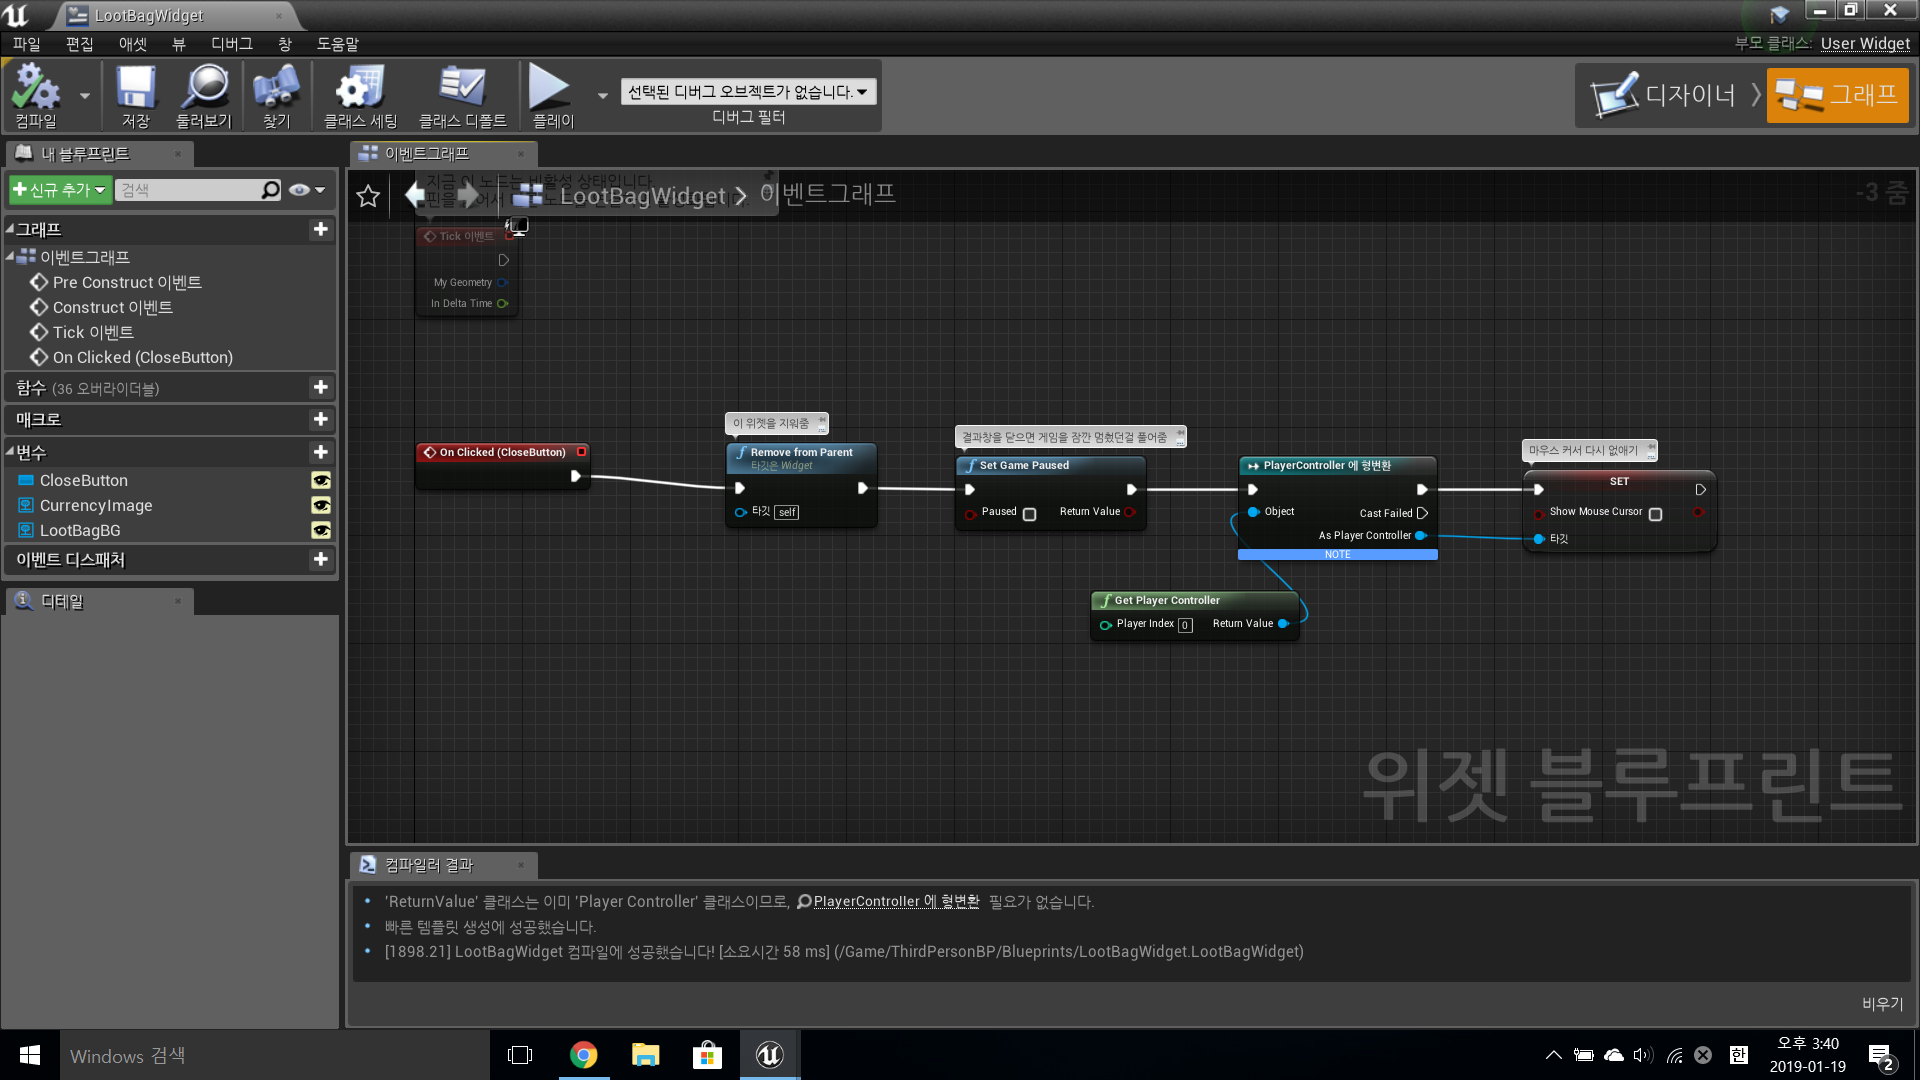 LootBagWidget
파일 편집 애셋 뷰 디버그 창 도움말
부모 클래스: User Widget
컴파일 저장 둘러보기 찾기 클래스 세팅 클래스 디폴트 플레이
선택된 디버그 오브젝트가 없습니다.
디버그 필터
디자이너 그래프
내 블루프린트
신규 추가 검색
그래프
이벤트그래프
Pre Construct 이벤트
Construct 이벤트
Tick 이벤트
On Clicked (CloseButton)
함수 (36 오버라이더블)
매크로
변수
CloseButton
CurrencyImage
LootBagBG
이벤트 디스패처
디테일
이벤트그래프
지금 이 노드는 비활성 상태입니다.
LootBagWidget > 이벤트그래프
-3 줌
Tick 이벤트
My Geometry
In Delta Time
On Clicked (CloseButton)
이 위젯을 지워줌
Remove from Parent
타깃은 Widget
타깃 self
결과창을 닫으면 게임을 잠깐 멈췄던걸 풀어줌
Set Game Paused
Paused Return Value
PlayerController 에 형변환
Object Cast Failed
As Player Controller
NOTE
Get Player Controller
Player Index 0 Return Value
마우스 커서 다시 없애기
SET
Show Mouse Cursor
타깃
위젯 블루프린트
컴파일러 결과
'ReturnValue' 클래스는 이미 'Player Controller' 클래스이므로, PlayerController 에 형변환 필요가 없습니다.
빠른 템플릿 생성에 성공했습니다.
[1898.21] LootBagWidget 컴파일에 성공했습니다! [소요시간 58 ms] (/Game/ThirdPersonBP/Blueprints/LootBagWidget.LootBagWidget)
비우기
Windows 검색
한
오후 3:40
2019-01-19
2